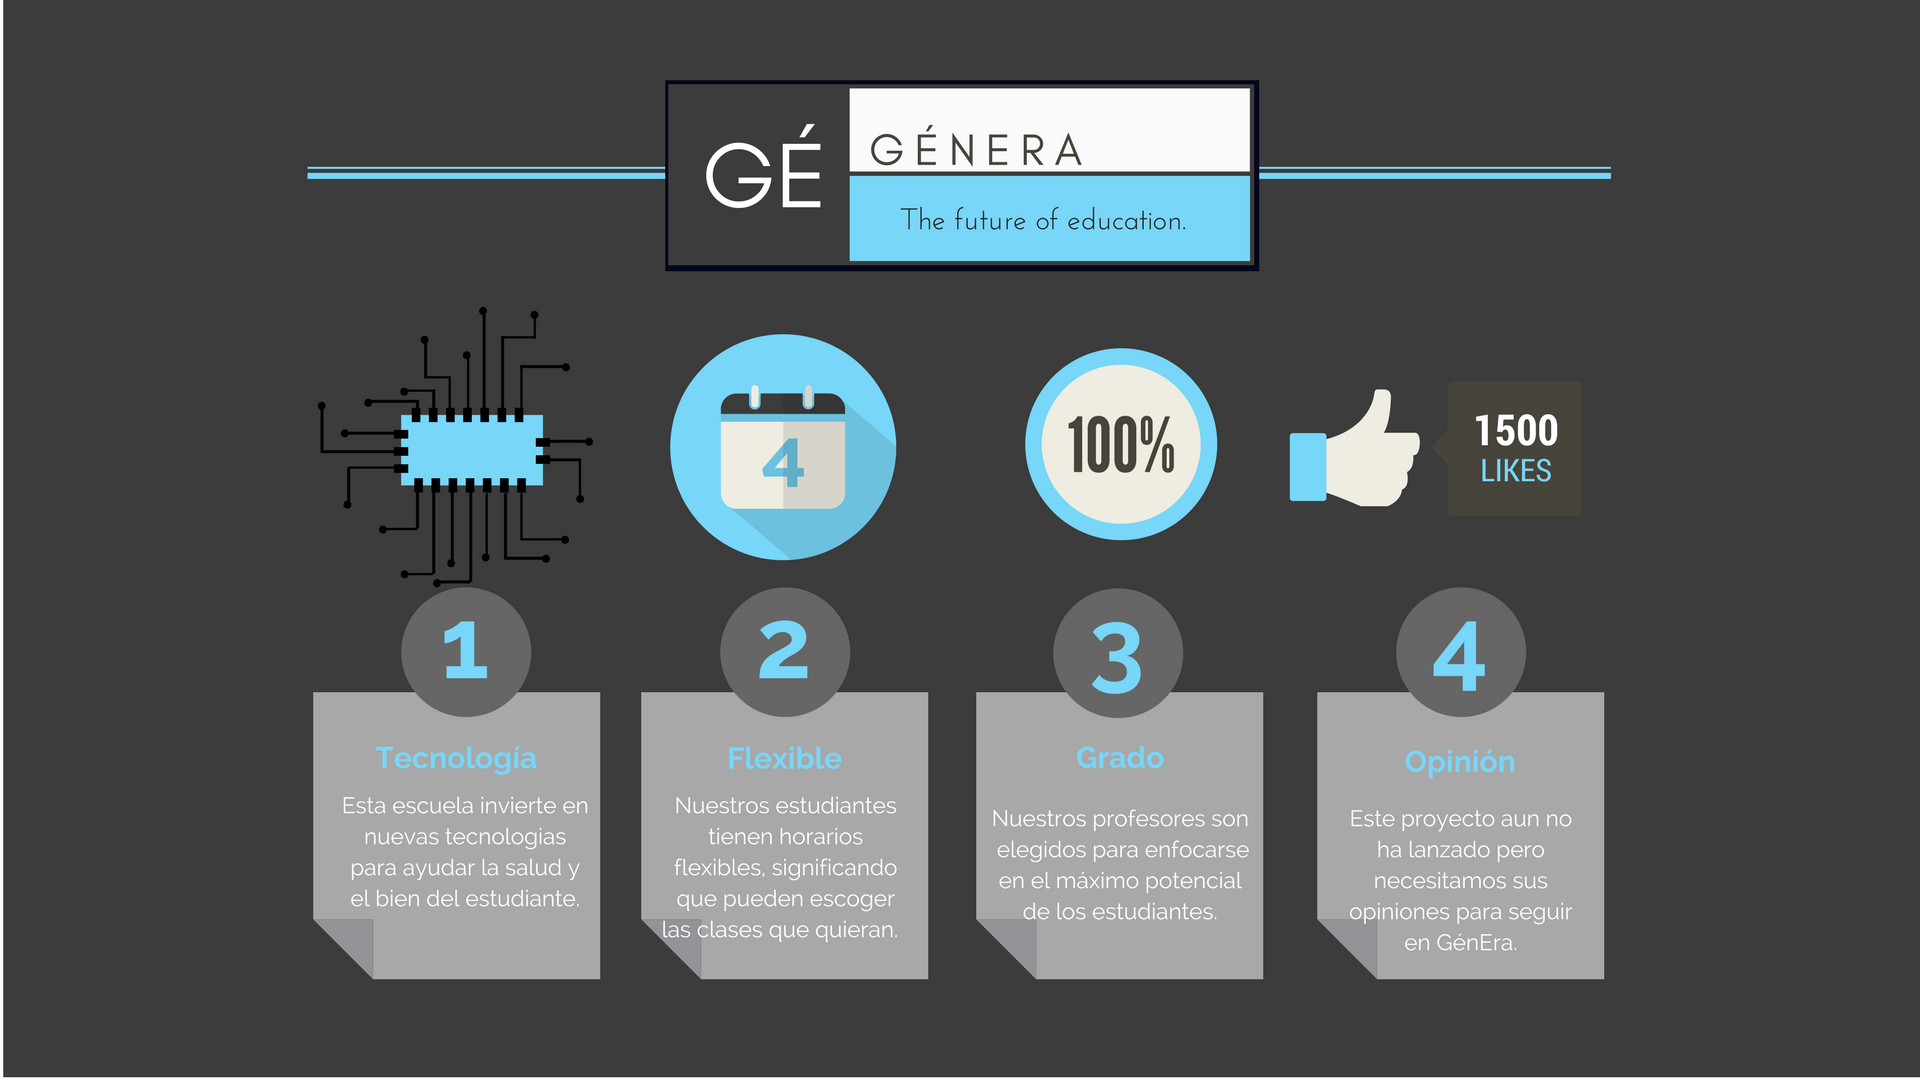 GÉ
GÉNERA
The future of education.
4
100%
1500
LIKES
1
Tecnología
Esta escuela invierte en
nuevas tecnologias
para ayudar la salud y
el bien del estudiante.
2
Flexible
Nuestros estudiantes
tienen horarios
flexibles, significando
que pueden escoger
las clases que quieran.
3
Grado
Nuestros profesores son
elegidos para enfocarse
en el máximo potencial
de los estudiantes.
4
Opinión
Este proyecto aun no
ha lanzado pero
necesitamos sus
opiniones para seguir
en GénEra.